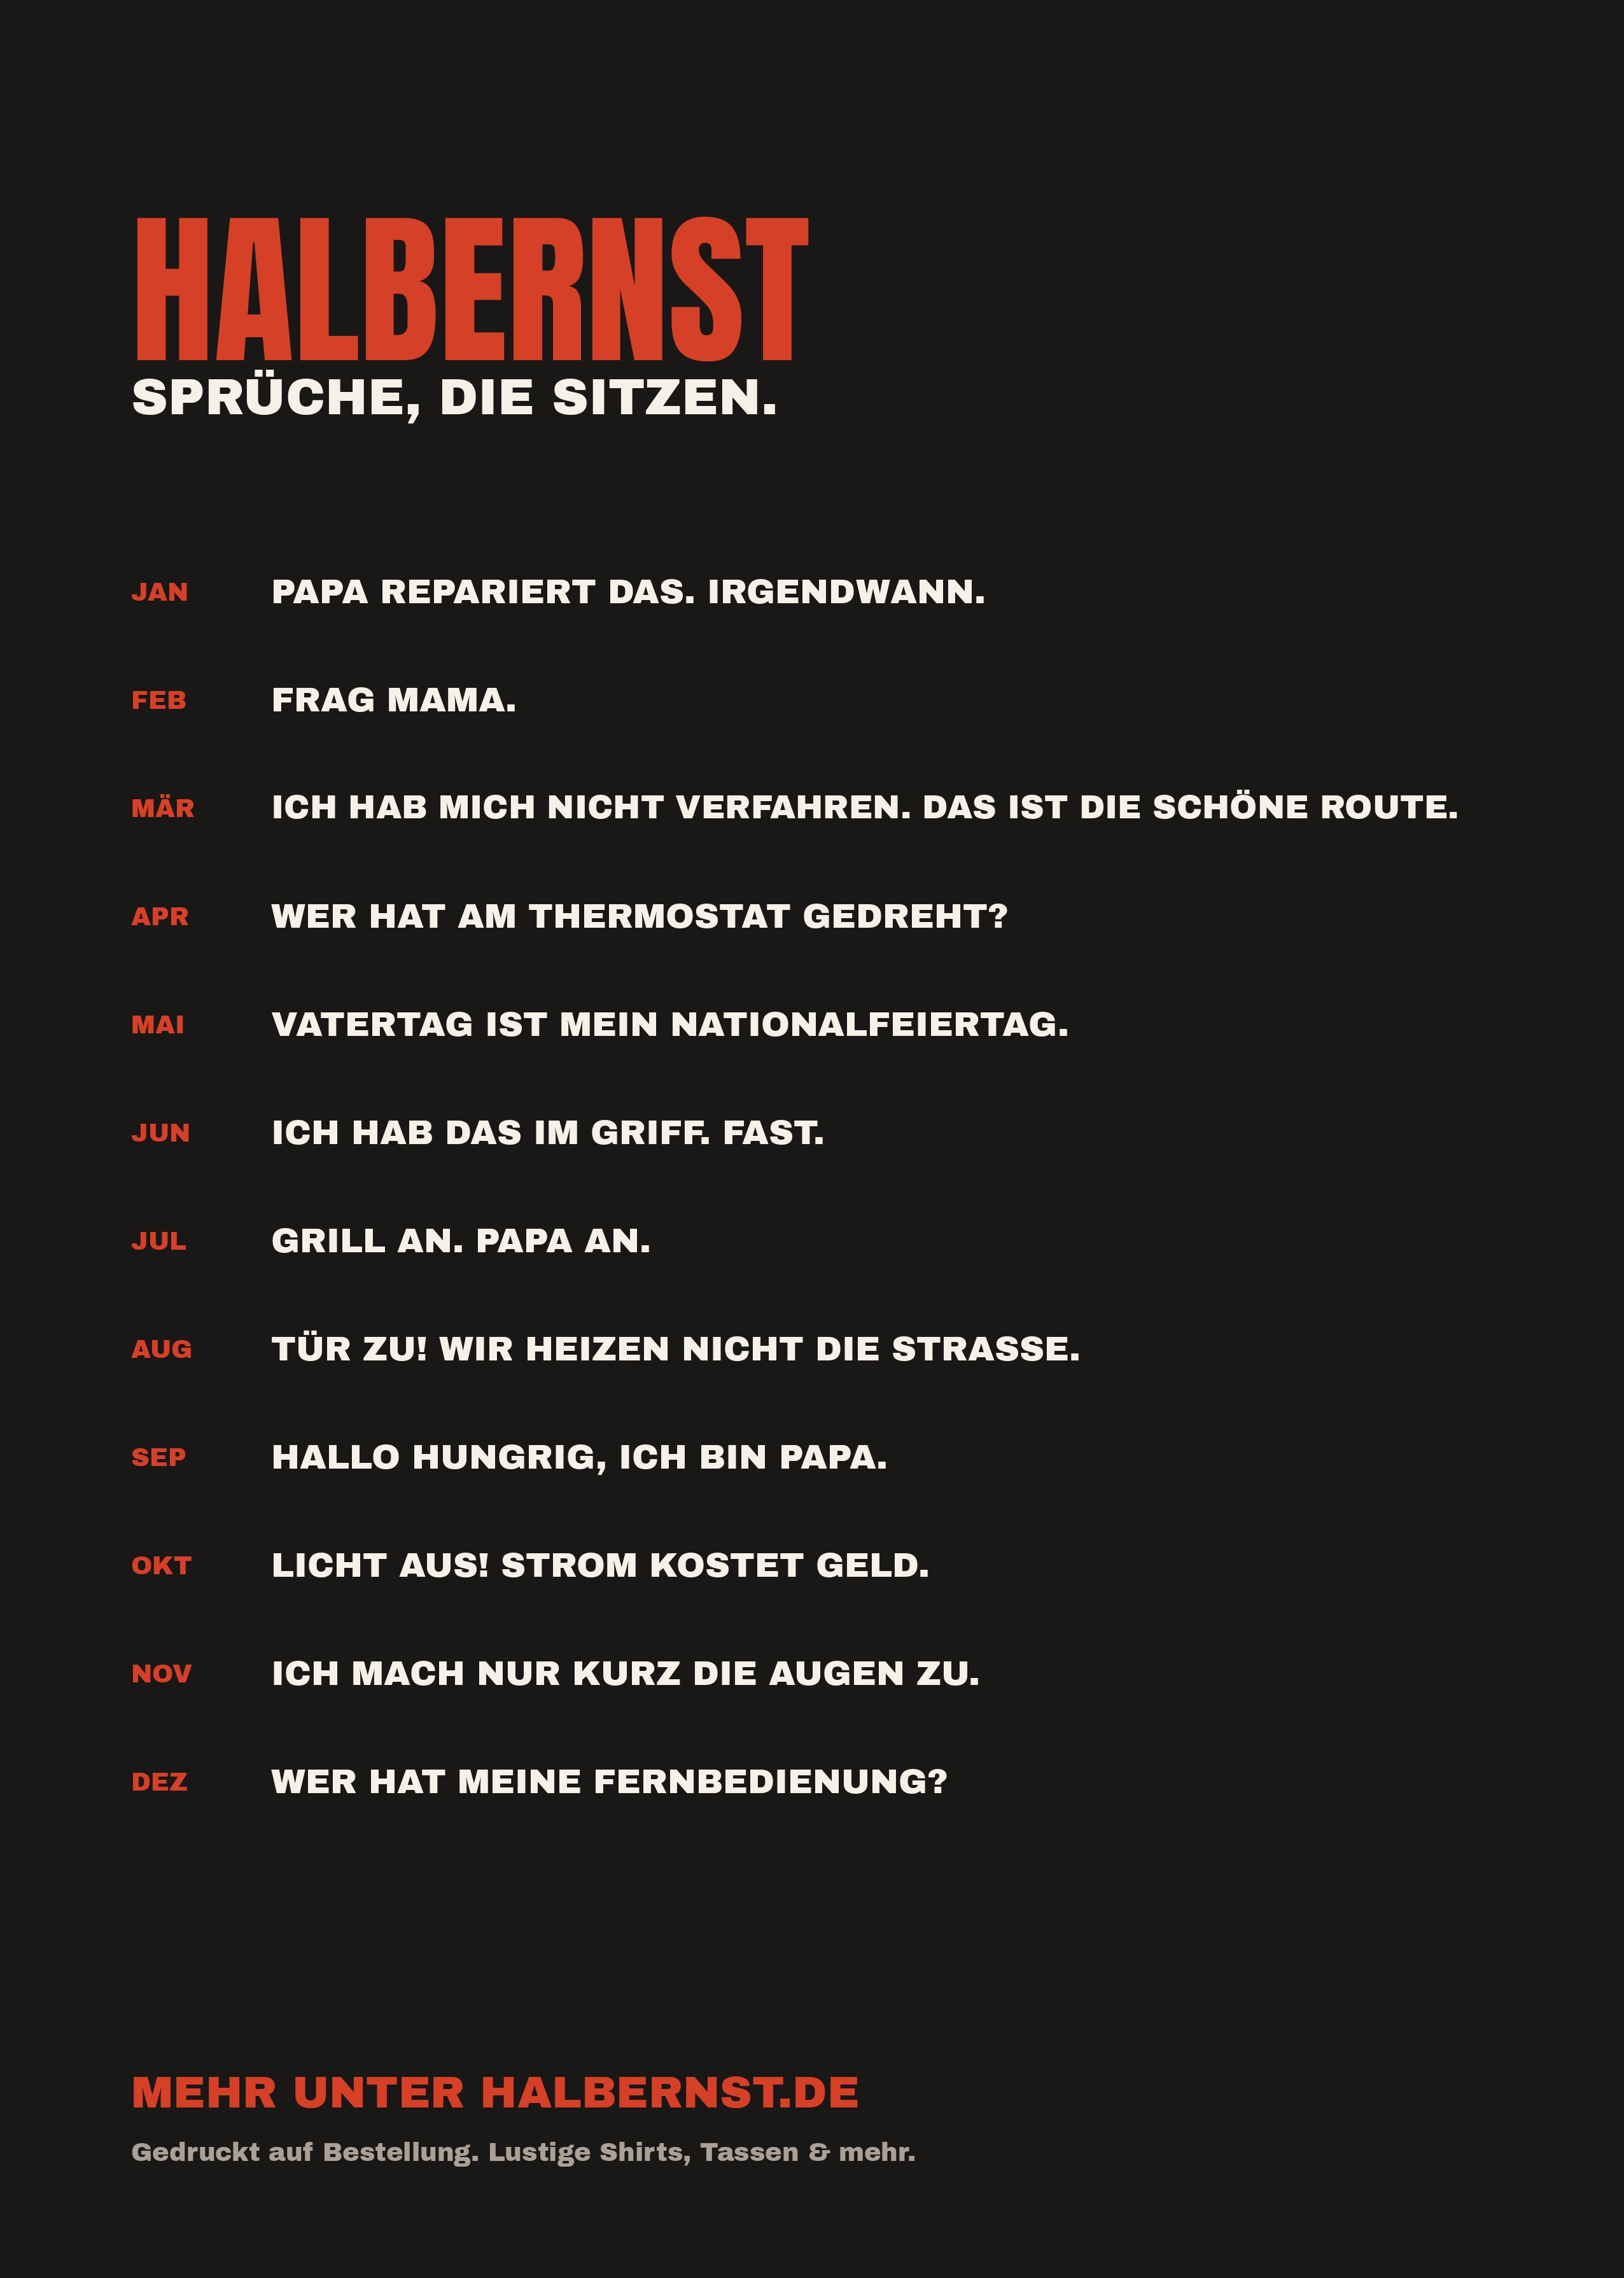 HALBERNST
SPRÜCHE, DIE SITZEN.
JAN PAPA REPARIERT DAS. IRGENDWANN.
FEB FRAG MAMA.
MÄR ICH HAB MICH NICHT VERFAHREN. DAS IST DIE SCHÖNE ROUTE.
APR WER HAT AM THERMOSTAT GEDREHT?
MAI VATERTAG IST MEIN NATIONALFEIERTAG.
JUN ICH HAB DAS IM GRIFF. FAST.
JUL GRILL AN. PAPA AN.
AUG TÜR ZU! WIR HEIZEN NICHT DIE STRASSE.
SEP HALLO HUNGRIG, ICH BIN PAPA.
OKT LICHT AUS! STROM KOSTET GELD.
NOV ICH MACH NUR KURZ DIE AUGEN ZU.
DEZ WER HAT MEINE FERNBEDIENUNG?
MEHR UNTER HALBERNST.DE
Gedruckt auf Bestellung. Lustige Shirts, Tassen & mehr.